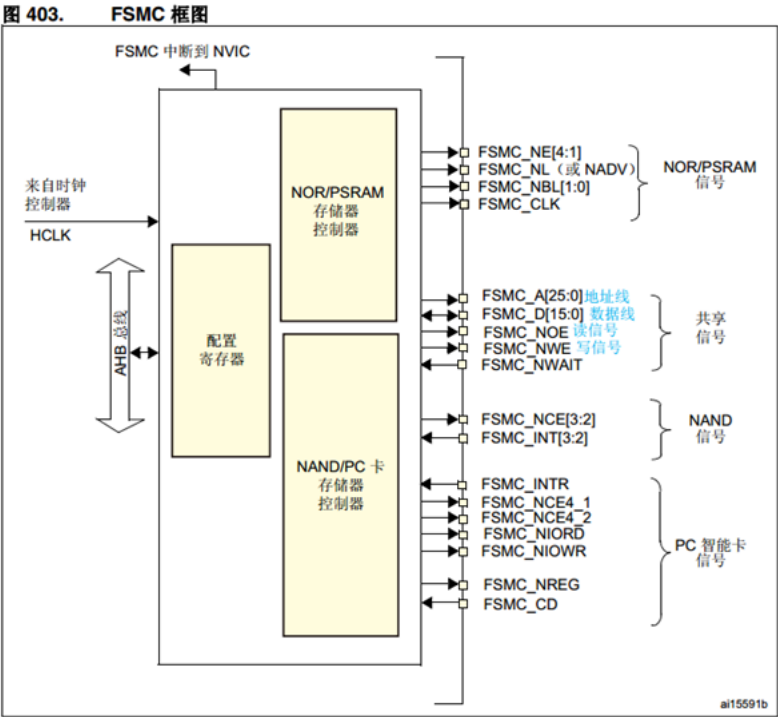 图 403. FSMC 框图
FSMC 中断到 NVIC
来自时钟
控制器
HCLK
AHB 总线
配置
寄存器
NOR/PSRAM
存储器
控制器
NAND/PC 卡
存储器
控制器
FSMC_NE[4:1]
FSMC_NL（或 NADV）
FSMC_NBL[1:0]
FSMC_CLK
NOR/PSRAM
信号
FSMC_A[25:0]地址线
FSMC_D[15:0] 数据线
FSMC_NOE 读信号
FSMC_NWE 写信号
FSMC_NWAIT
共享
信号
FSMC_NCE[3:2]
FSMC_INT[3:2]
NAND
信号
FSMC_INTR
FSMC_NCE4_1
FSMC_NCE4_2
FSMC_NIORD
FSMC_NIOWR
FSMC_NREG
FSMC_CD
PC 智能卡
信号
ai15591b